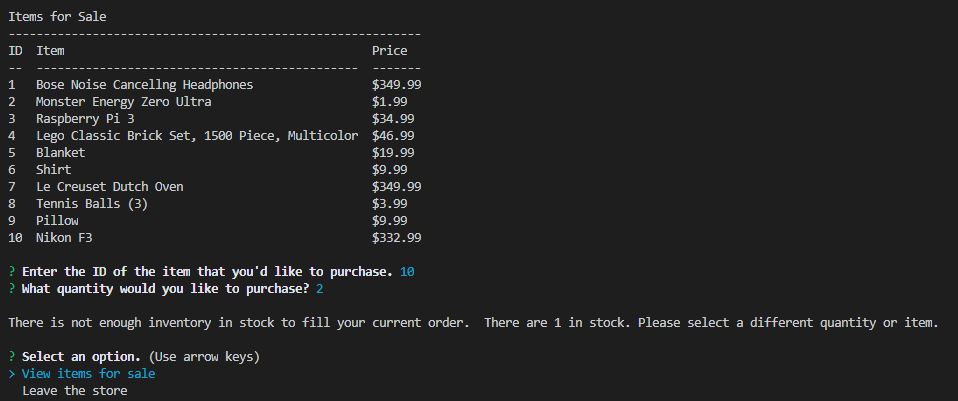 Items for Sale
-----------------------------------------------------------
ID  Item                                            Price
--  ------------------------------------------  -------
1   Bose Noise Cancellng Headphones                 $349.99
2   Monster Energy Zero Ultra                       $1.99
3   Raspberry Pi 3                                  $34.99
4   Lego Classic Brick Set, 1500 Piece, Multicolor  $46.99
5   Blanket                                         $19.99
6   Shirt                                           $9.99
7   Le Creuset Dutch Oven                           $349.99
8   Tennis Balls (3)                                $3.99
9   Pillow                                          $9.99
10  Nikon F3                                        $332.99
? Enter the ID of the item that you'd like to purchase. 10
? What quantity would you like to purchase? 2
There is not enough inventory in stock to fill your current order.  There are 1 in stock. Please select a different quantity or item.
? Select an option. (Use arrow keys)
> View items for sale
  Leave the store